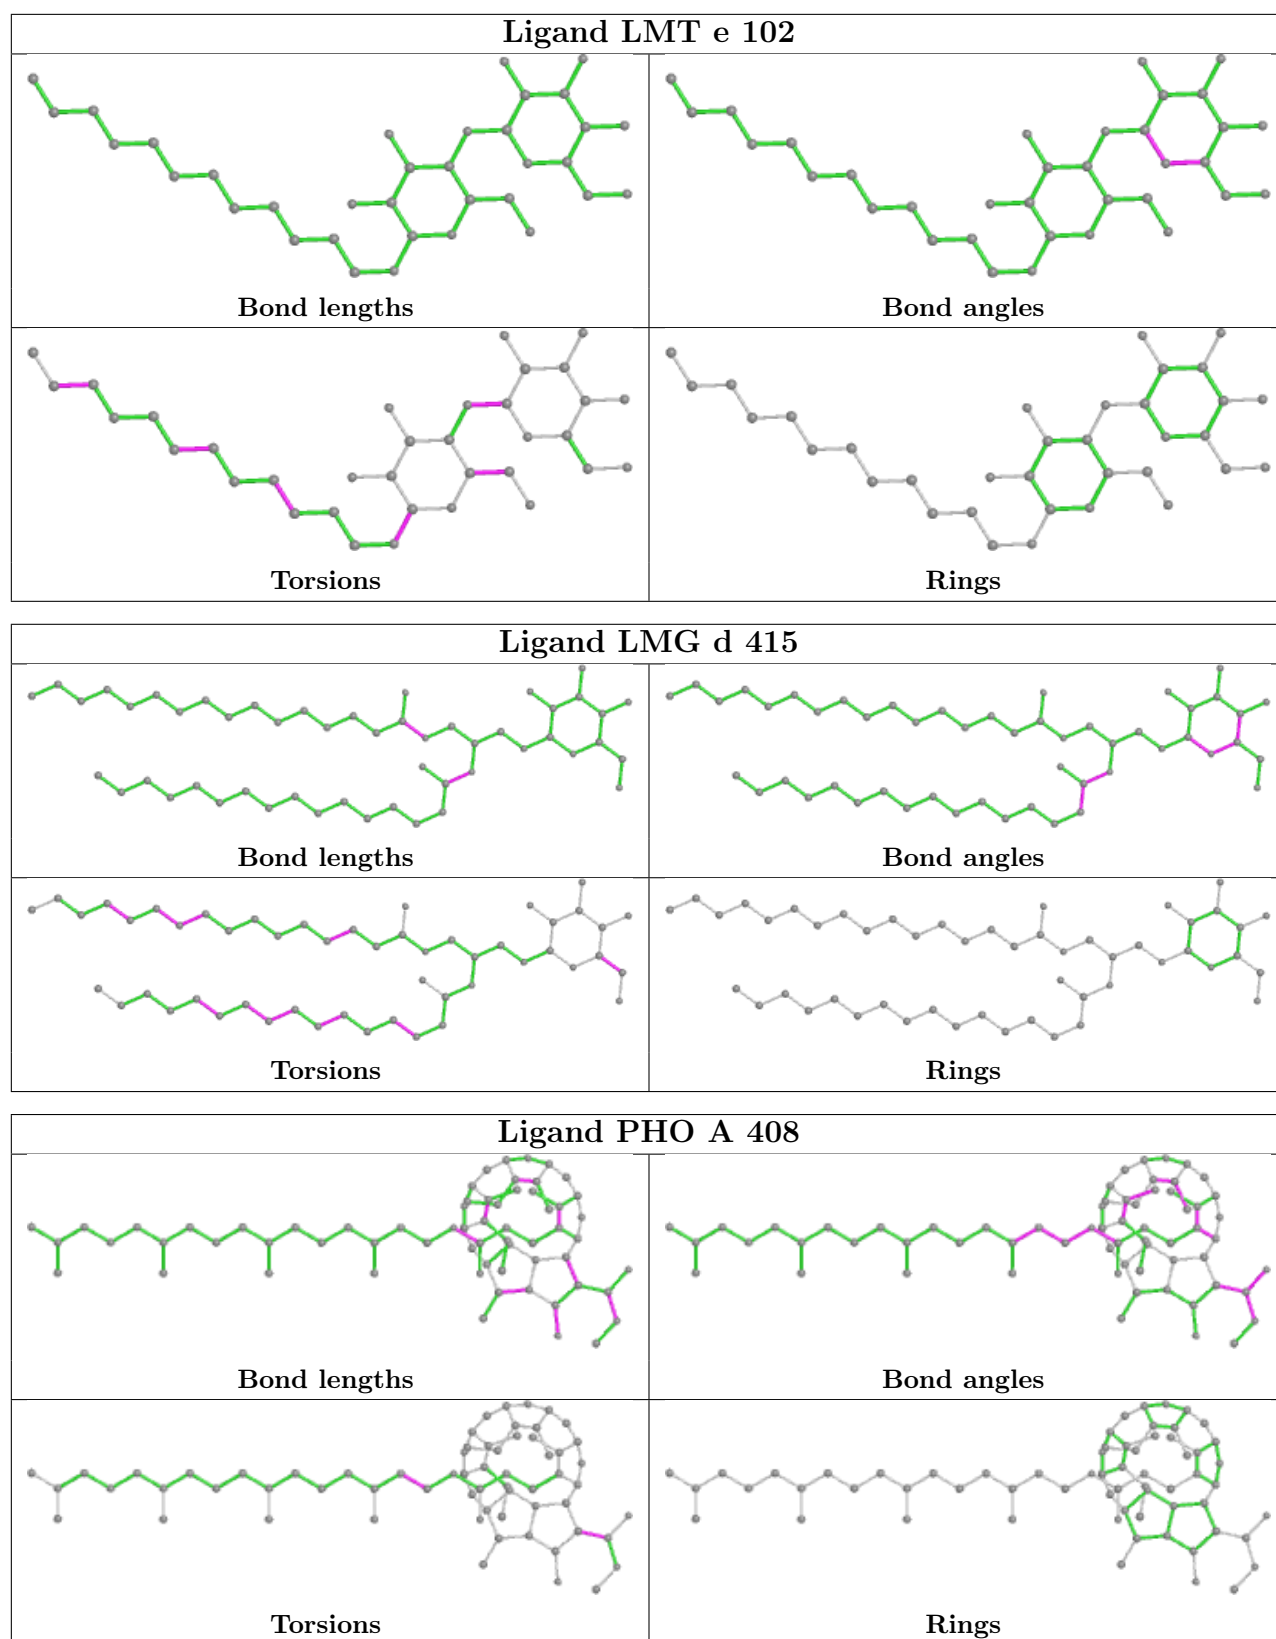 Ligand LMT e 102
Bond lengths
Bond angles
Torsions
Rings
Ligand LMG d 415
Bond lengths
Bond angles
Torsions
Rings
Ligand PHO A 408
Bond lengths
Bond angles
Torsions
Rings